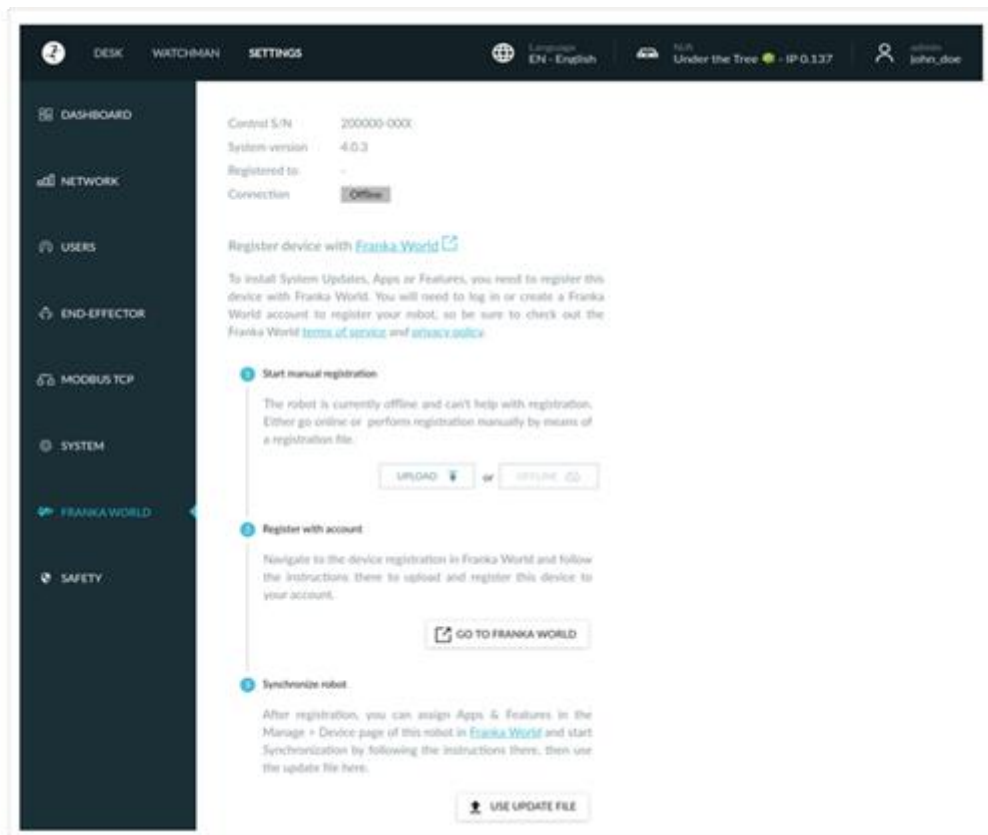 DESK WATCHMAN SETTINGS Language N/A admin
EN - English Under the Tree - IP 0.137 john_doe
DASHBOARD
NETWORK
USERS
END-EFFECTOR
MODBUS TCP
SYSTEM
FRANKA WORLD
SAFETY
Control S/N 200000-000X
System version 4.0.3
Registered to -
Connection Offline
Register device with Franka World
To install System Updates, Apps or Features, you need to register this
device with Franka World. You will need to log in or create a Franka
World account to register your robot, so be sure to check out the
Franka World terms of service and privacy policy.
1 Start manual registration
The robot is currently offline and can't help with registration.
Either go online or perform registration manually by means of
a registration file.
UPLOAD or OFFLINE
2 Register with account
Navigate to the device registration in Franka World and follow
the instructions there to upload and register this device to
your account.
GO TO FRANKA WORLD
3 Synchronize robot
After registration, you can assign Apps & Features in the
Manage > Device page of this robot in Franka World and start
Synchronization by following the instructions there, then use
the update file here.
USE UPDATE FILE